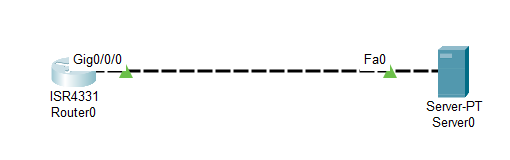 Gig0/0/0
Fa0
ISR4331
Router0
Server-PT
Server0